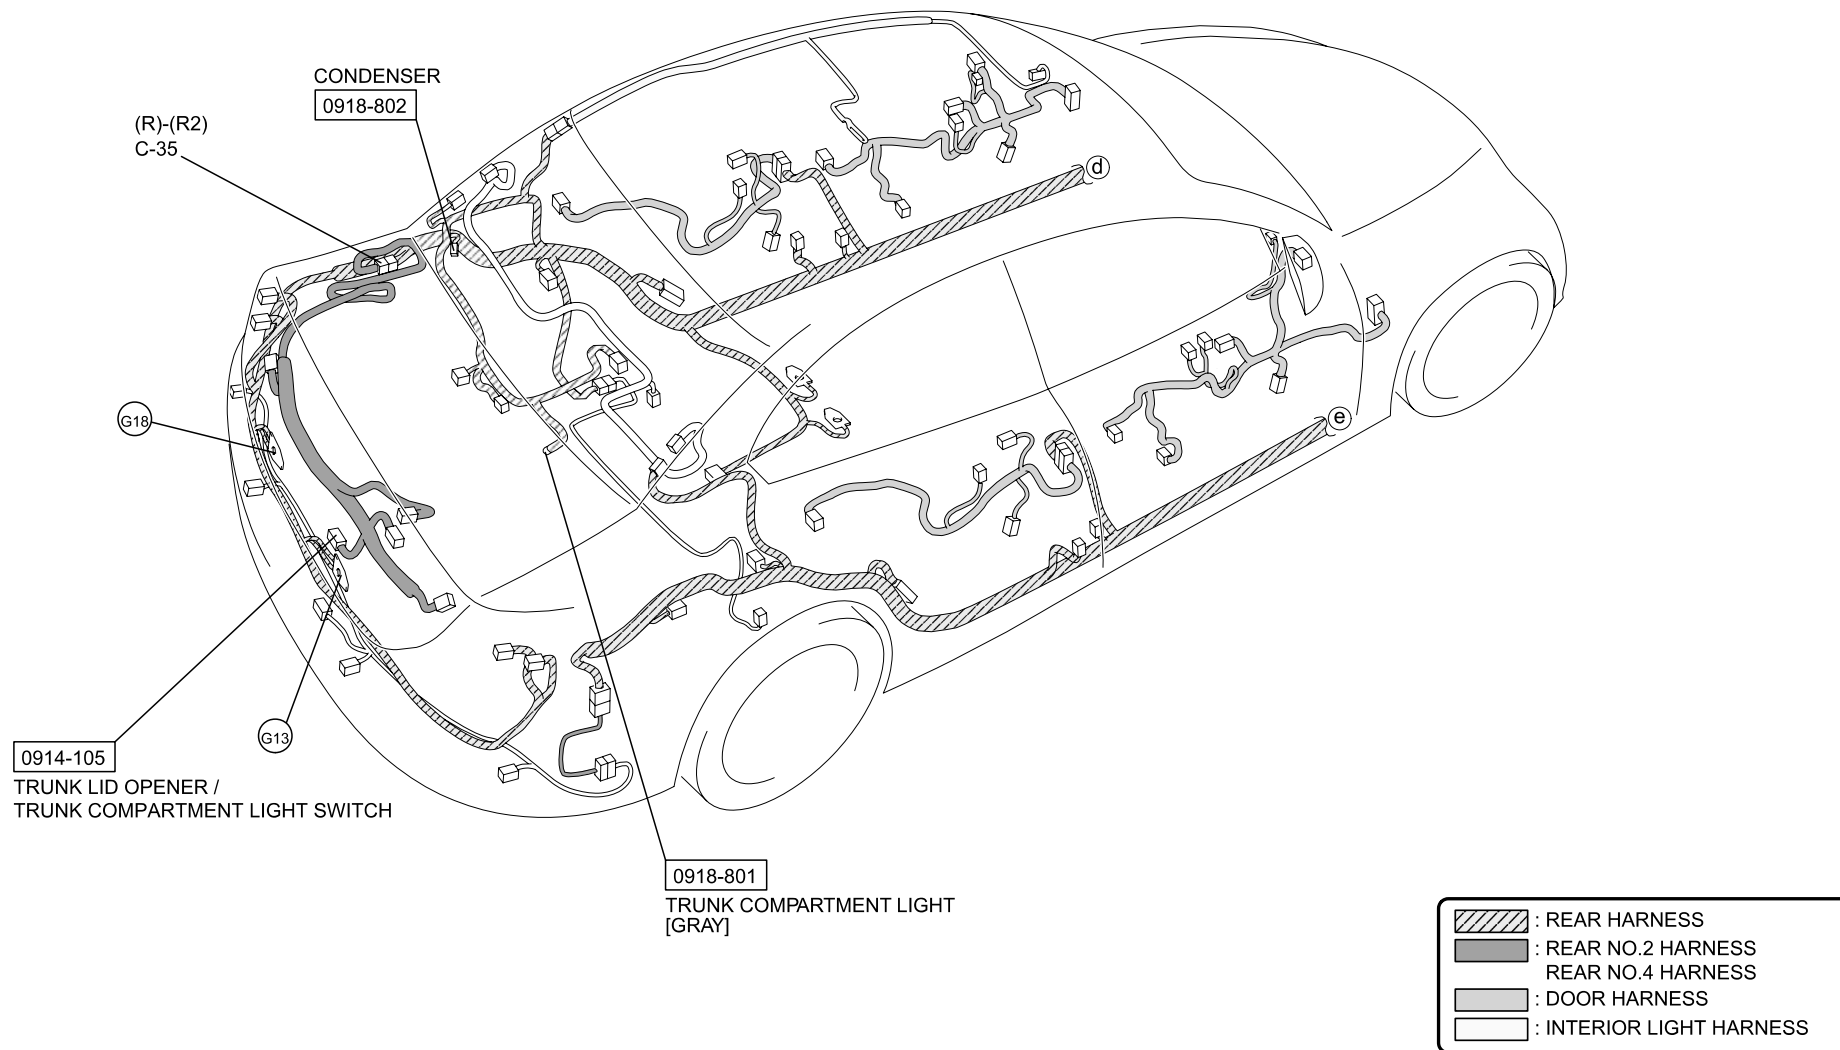 CONDENSER
0918-802
(R)-(R2)
C-35
d
e
G18
G13
0914-105
TRUNK LID OPENER /
TRUNK COMPARTMENT LIGHT SWITCH
0918-801
TRUNK COMPARTMENT LIGHT
[GRAY]
: REAR HARNESS
: REAR NO.2 HARNESS
REAR NO.4 HARNESS
: DOOR HARNESS
: INTERIOR LIGHT HARNESS